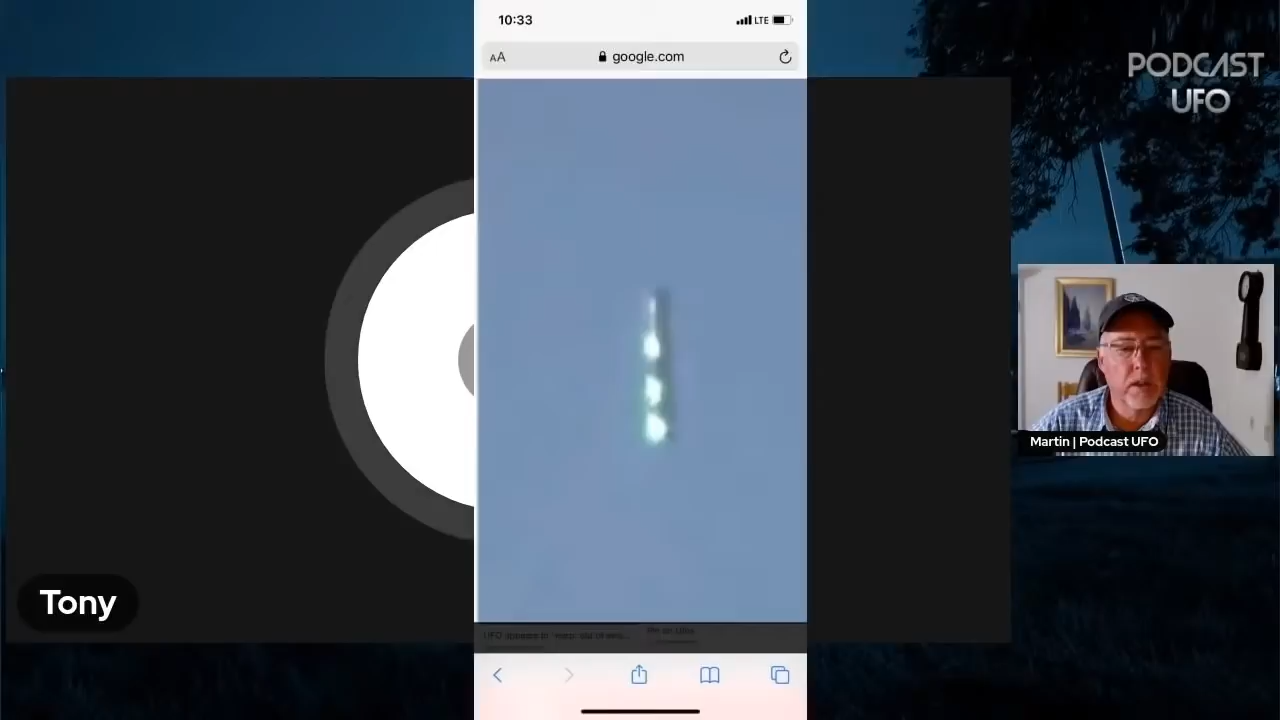 10:33
LTE
AA
google.com
PODCAST
UFO
Martin | Podcast UFO
Tony